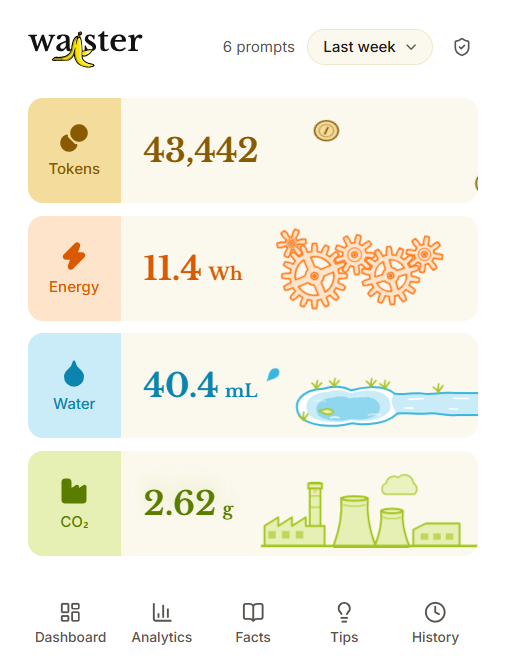 waister
6 prompts
Last week
Tokens
43,442
Energy
11.4 Wh
Water
40.4 mL
CO₂
2.62 g
Dashboard
Analytics
Facts
Tips
History